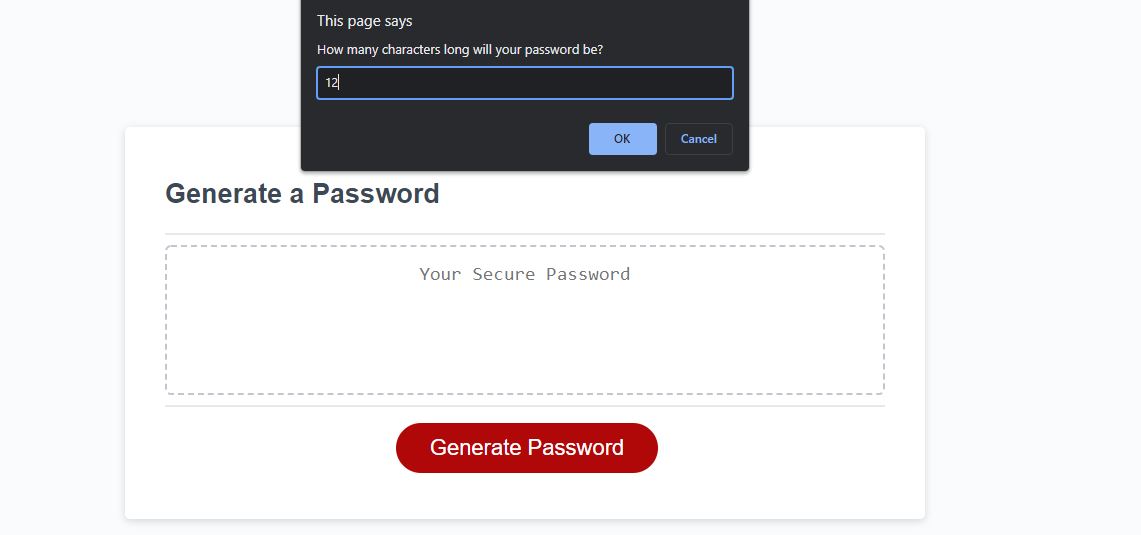 This page says
How many characters long will your password be?
12
OK
Cancel
Generate a Password
Your Secure Password
Generate Password